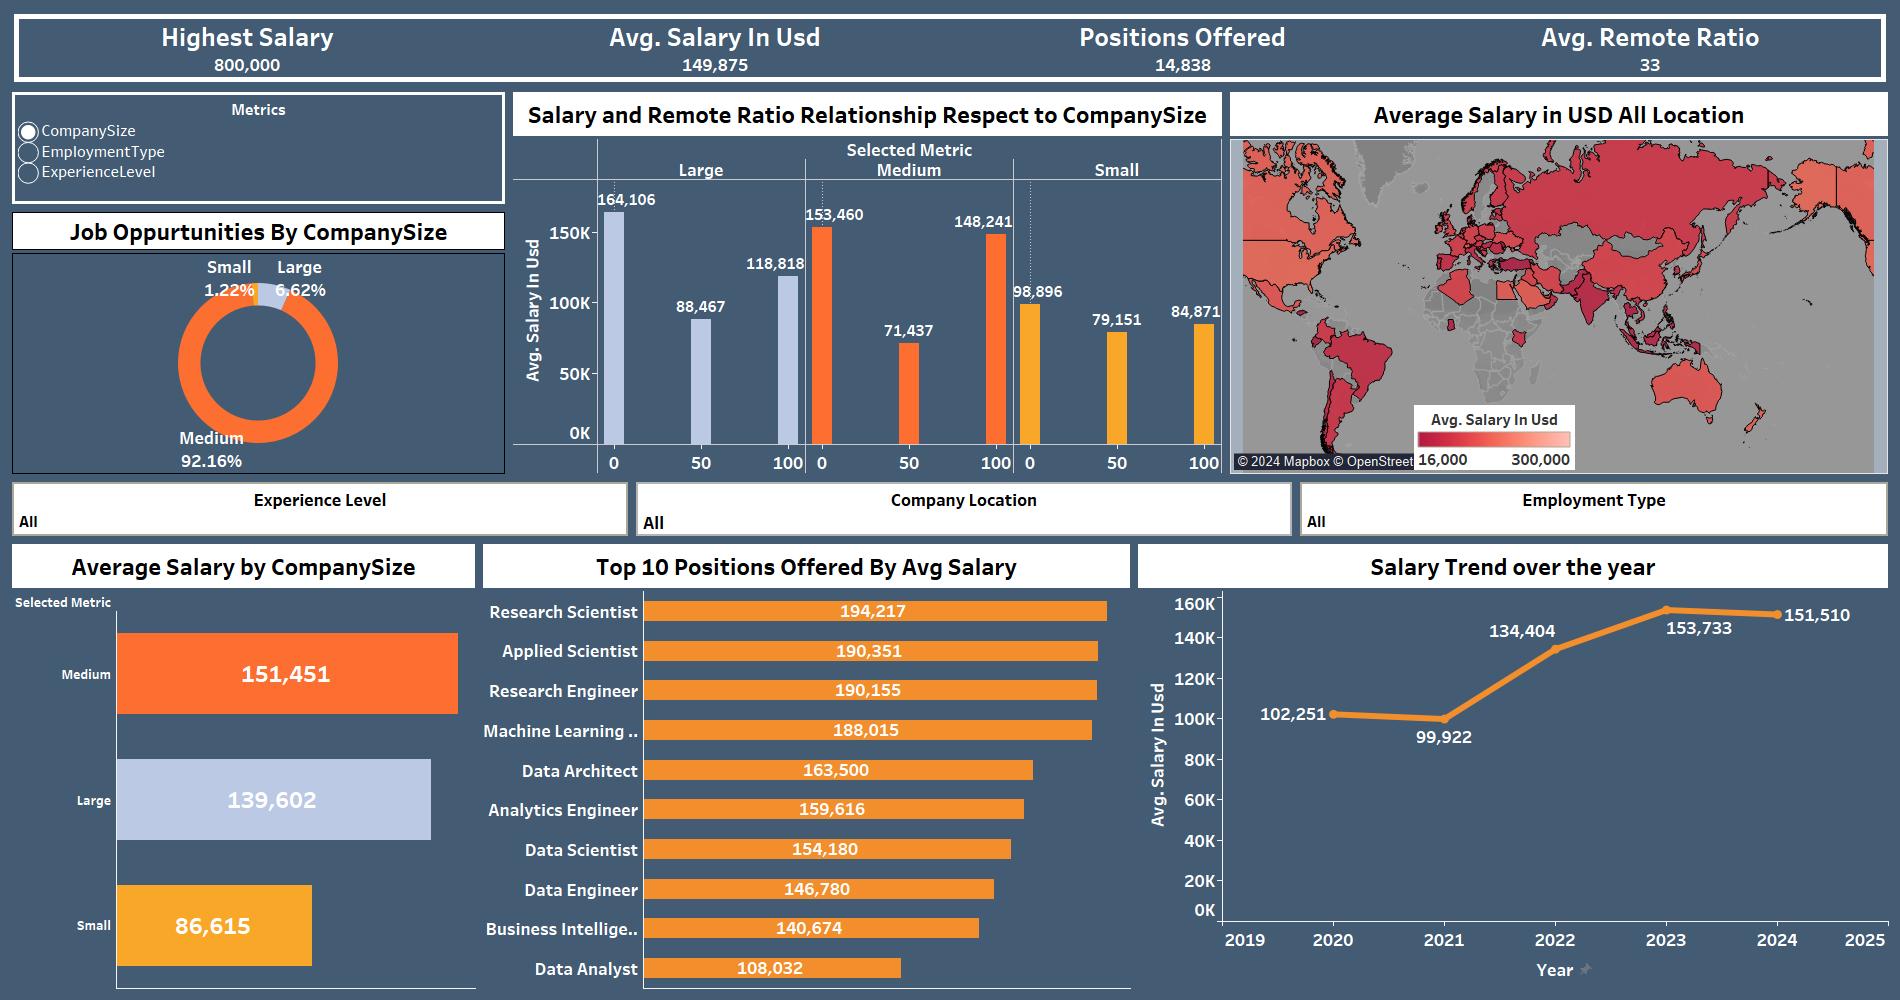 Highest Salary
800,000
Avg. Salary In Usd
149,875
Positions Offered
14,838
Avg. Remote Ratio
33
Metrics
CompanySize
EmploymentType
ExperienceLevel
Job Oppurtunities By CompanySize
Small
1.22%
Large
6.62%
Medium
92.16%
Salary and Remote Ratio Relationship Respect to CompanySize
Selected Metric
Large Medium Small
Avg. Salary In Usd
150K
100K
50K
0K
164,106
88,467
118,818
153,460
71,437
148,241
98,896
79,151
84,871
0 50 100 0 50 100 0 50 100
Average Salary in USD All Location
© 2024 Mapbox © OpenStreet
Avg. Salary In Usd
16,000 300,000
Experience Level
All
Company Location
All
Employment Type
All
Average Salary by CompanySize
Selected Metric
Medium 151,451
Large 139,602
Small 86,615
Top 10 Positions Offered By Avg Salary
Research Scientist 194,217
Applied Scientist 190,351
Research Engineer 190,155
Machine Learning .. 188,015
Data Architect 163,500
Analytics Engineer 159,616
Data Scientist 154,180
Data Engineer 146,780
Business Intellige.. 140,674
Data Analyst 108,032
Salary Trend over the year
Avg. Salary In Usd
160K
140K
120K
100K
80K
60K
40K
20K
0K
102,251
99,922
134,404
153,733
151,510
2019 2020 2021 2022 2023 2024 2025
Year